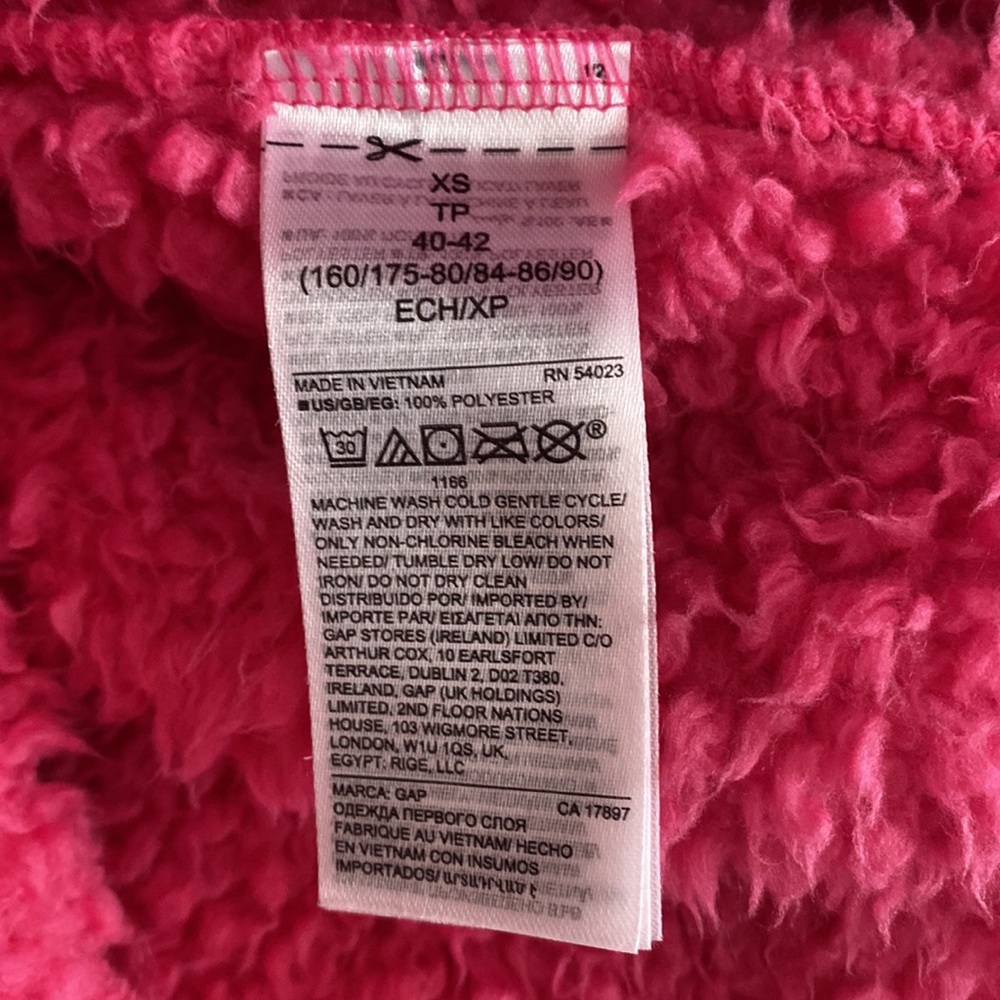 1/2
XS
TP
40-42
(160/175-80/84-86/90)
ECH/XP
MADE IN VIETNAM RN 54023
■US/GB/EG: 100% POLYESTER
30 ®
1166
MACHINE WASH COLD GENTLE CYCLE/
WASH AND DRY WITH LIKE COLORS/
ONLY NON-CHLORINE BLEACH WHEN
NEEDED/ TUMBLE DRY LOW/ DO NOT
IRON/ DO NOT DRY CLEAN
DISTRIBUIDO POR/ IMPORTED BY/
IMPORTE PAR/ ΕΙΣΑΓΕΤΑΙ ΑΠΟ ΤΗΝ:
GAP STORES (IRELAND) LIMITED C/O
ARTHUR COX, 10 EARLSFORT
TERRACE, DUBLIN 2, D02 T380,
IRELAND, GAP (UK HOLDINGS)
LIMITED, 2ND FLOOR NATIONS
HOUSE, 103 WIGMORE STREET,
LONDON, W1U 1QS, UK,
EGYPT: RIGE, LLC
MARCA: GAP CA 17897
ОДЕЖДА ПЕРВОГО СЛОЯ
FABRIQUE AU VIETNAM/ HECHO
EN VIETNAM CON INSUMOS
IMPORTADOS/ ԱՐՏԱԴՐՎԱԾ Է